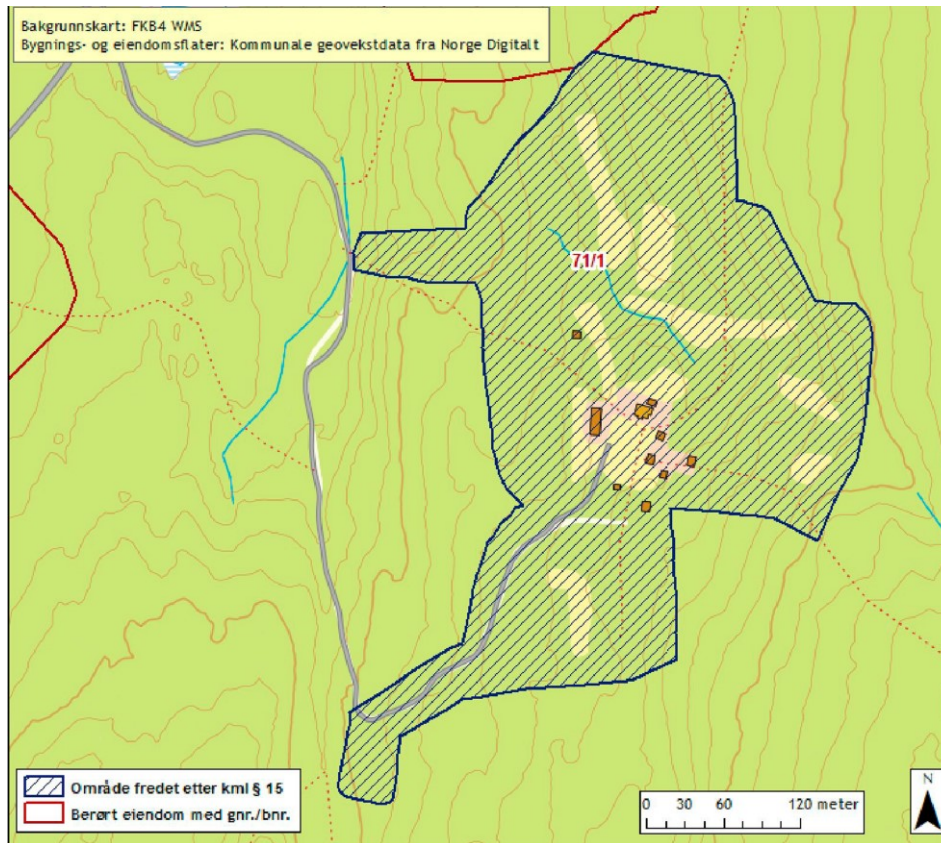 Bakgrunnskart: FKB4 WMS
Bygnings- og eiendomsflater: Kommunale geovekstdata fra Norge Digitalt
71/1
Område fredet etter kml § 15
Berørt eiendom med gnr./bnr.
0 30 60 120 meter
N